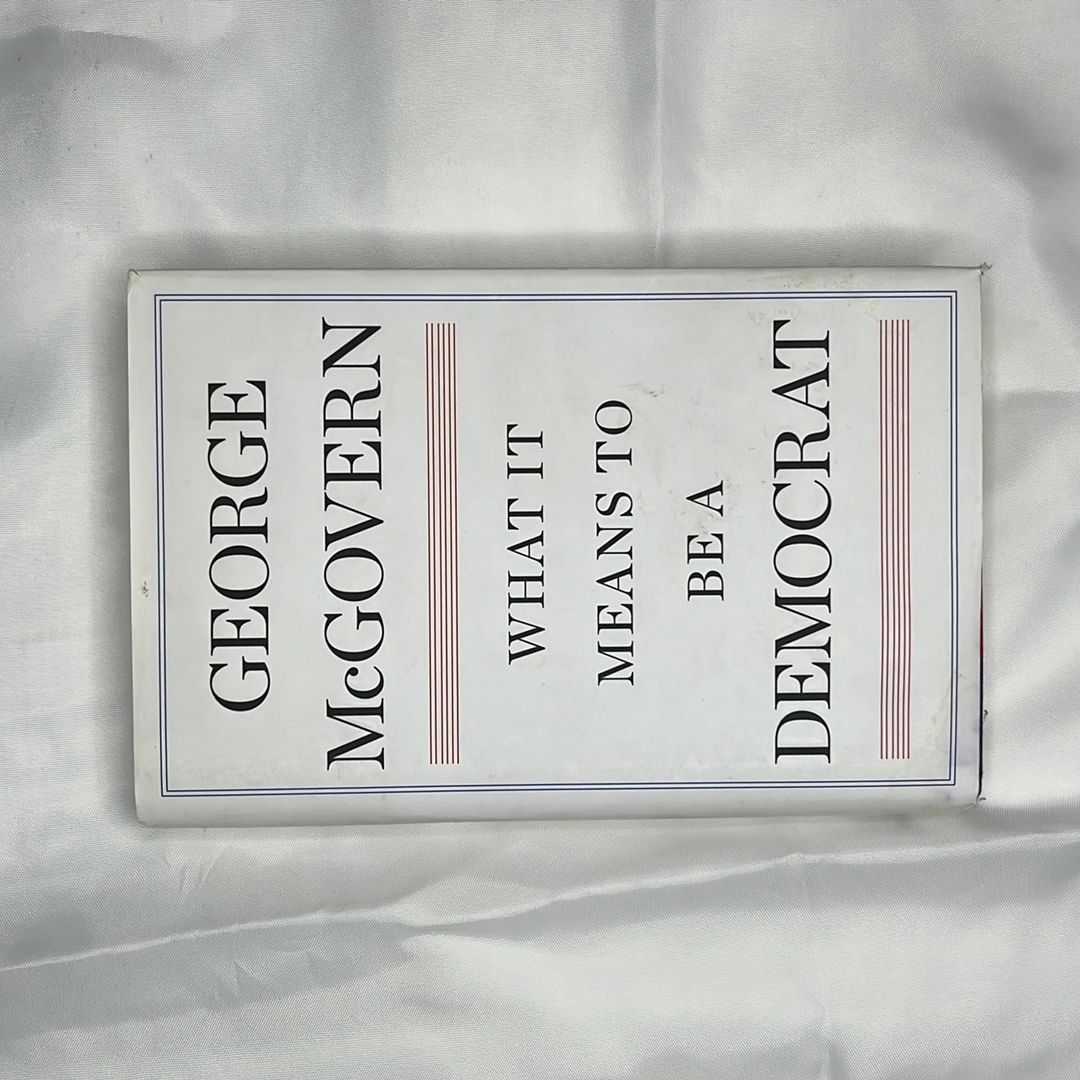 GEORGE
McGOVERN
WHAT IT
MEANS TO
BE A
DEMOCRAT